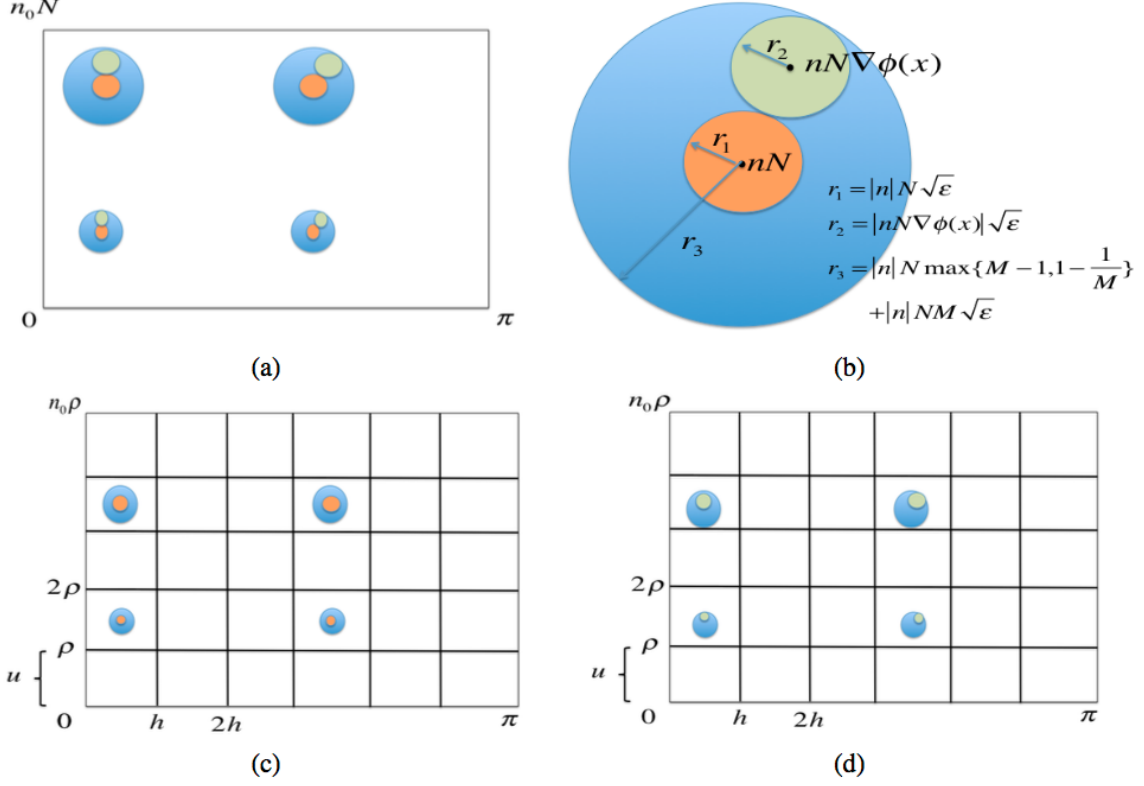 n₀N
0
π
(a)
r₂
nN∇ϕ(x)
r₁
nN
r₃
r₁ = |n| N√ε
r₂ = |nN∇ϕ(x)|√ε
r₃ = |n| N max{M − 1,1 − 1/M}
+|n| NM√ε
(b)
n₀ρ
2ρ
ρ
u
0
h
2h
π
(c)
n₀ρ
2ρ
ρ
u
0
h
2h
π
(d)